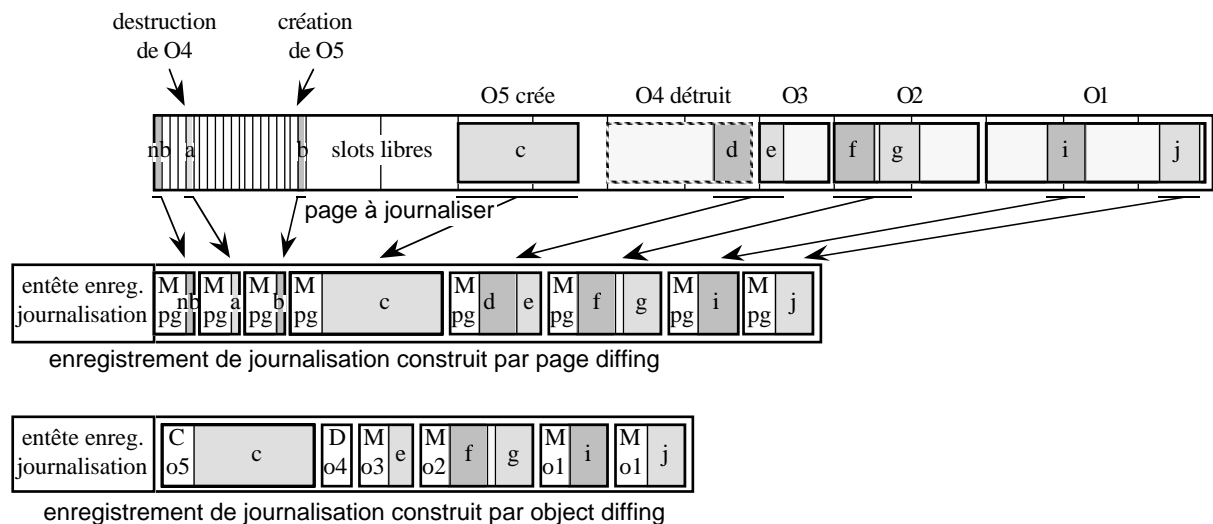 destruction
de O4
création
de O5
O5 crée
O4 détruit
O3
O2
O1
nb a b slots libres c d e f g i j
page à journaliser
entête enreg.
journalisation
M pg nb
M pg a
M pg b
M pg c
M pg d e
M pg f g
M pg i
M pg j
enregistrement de journalisation construit par page diffing
entête enreg.
journalisation
C o5 c
D o4
M o3 e
M o2 f g
M o1 i
M o1 j
enregistrement de journalisation construit par object diffing